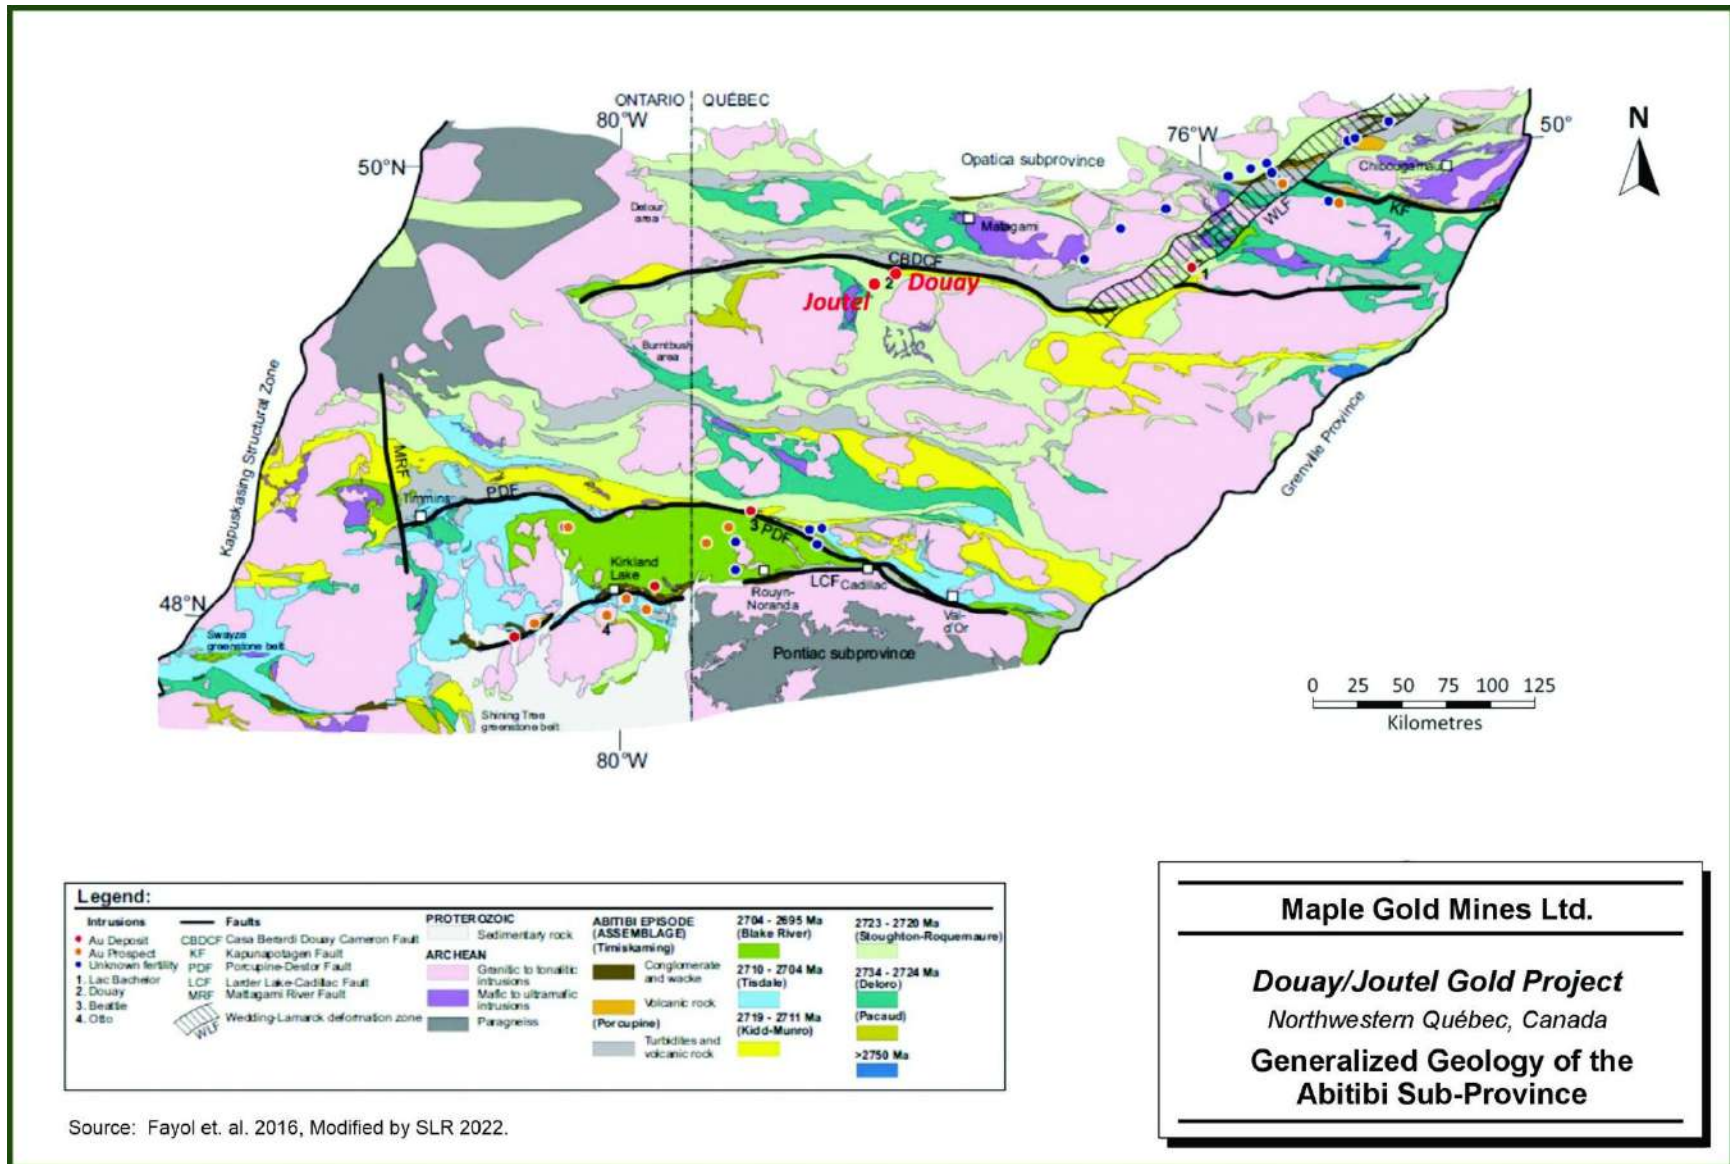 ONTARIO QUÉBEC
80°W
76°W
50°
N
50°N
Opatica subprovince
Chibougamau
Detour
area
KF
WLF
Matagami
CBDCF
1
2 Douay
Joutel
Burntbush
area
Kapuskasing Structural Zone
Grenville Province
MRF
Timmins
PDF
3 PDF
Kirkland
Lake
LCF Cadillac
Rouyn-
Noranda
48°N
4
Val-
d'Or
Swayze
greenstone belt
Pontiac subprovince
0 25 50 75 100 125
Kilometres
Shining Tree
greenstone belt
80°W
Legend:
Intrusions
Au Deposit
Au Prospect
Unknown fertility
1. Lac Bachelor
2. Douay
3. Beattie
4. Otto
Faults
CBDCF Casa Berardi Douay Cameron Fault
KF Kapunapotagen Fault
PDF Porcupine-Destor Fault
LCF Larder Lake-Cadillac Fault
MRF Mattagami River Fault
WLF Wedding-Lamarck deformation zone
PROTEROZOIC
Sedimentary rock
ARCHEAN
Granitic to tonalitic
intrusions
Mafic to ultramafic
intrusions
Paragneiss
ABITIBI EPISODE
(ASSEMBLAGE)
(Timiskaming)
Conglomerate
and wacke
Volcanic rock
(Porcupine)
Turbidites and
volcanic rock
2704 - 2695 Ma
(Blake River)
2710 - 2704 Ma
(Tisdale)
2719 - 2711 Ma
(Kidd-Munro)
2723 - 2720 Ma
(Stoughton-Roquemaure)
2734 - 2724 Ma
(Deloro)
(Pacaud)
>2750 Ma
Maple Gold Mines Ltd.
Douay/Joutel Gold Project
Northwestern Québec, Canada
Generalized Geology of the
Abitibi Sub-Province
Source: Fayol et. al. 2016, Modified by SLR 2022.